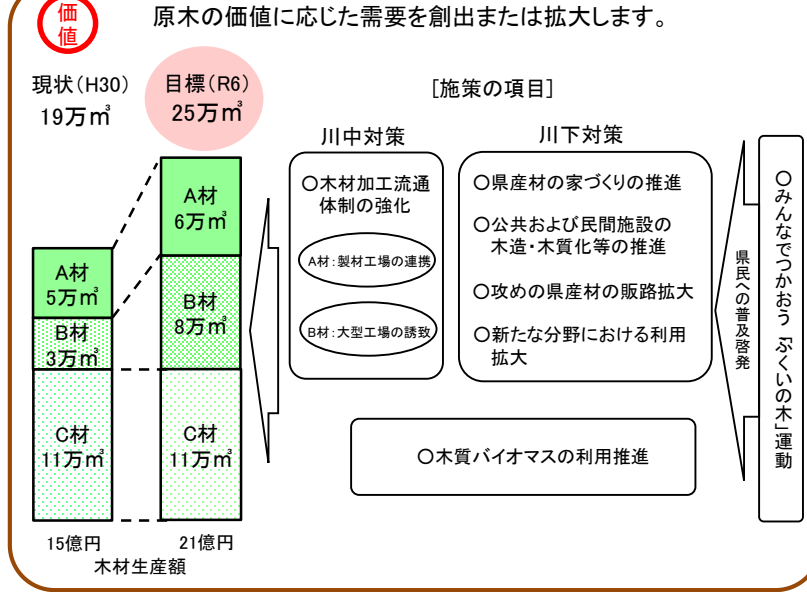 価値
原木の価値に応じた需要を創出または拡大します。
現状(H30)
19万㎥
目標(R6)
25万㎥
A材
5万㎥
B材
3万㎥
C材
11万㎥
15億円
A材
6万㎥
B材
8万㎥
C材
11万㎥
21億円
木材生産額
[施策の項目]
川中対策
○木材加工流通
体制の強化
A材:製材工場の連携
B材:大型工場の誘致
川下対策
○県産材の家づくりの推進
○公共および民間施設の
木造・木質化等の推進
○攻めの県産材の販路拡大
○新たな分野における利用
拡大
○木質バイオマスの利用推進
県民への普及啓発
○みんなでつかおう ぶくいの木」運動